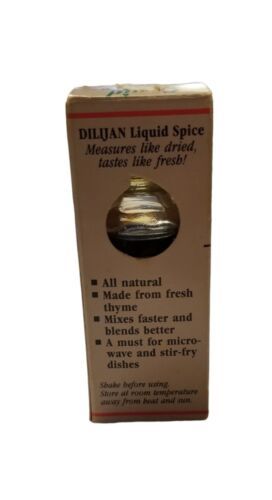 DILIJAN Liquid Spice
Measures like dried,
tastes like fresh!
■ All natural
■ Made from fresh
thyme
■ Mixes faster and
blends better
■ A must for micro-
wave and stir-fry
dishes
Shake before using.
Store at room temperature
away from heat and sun.